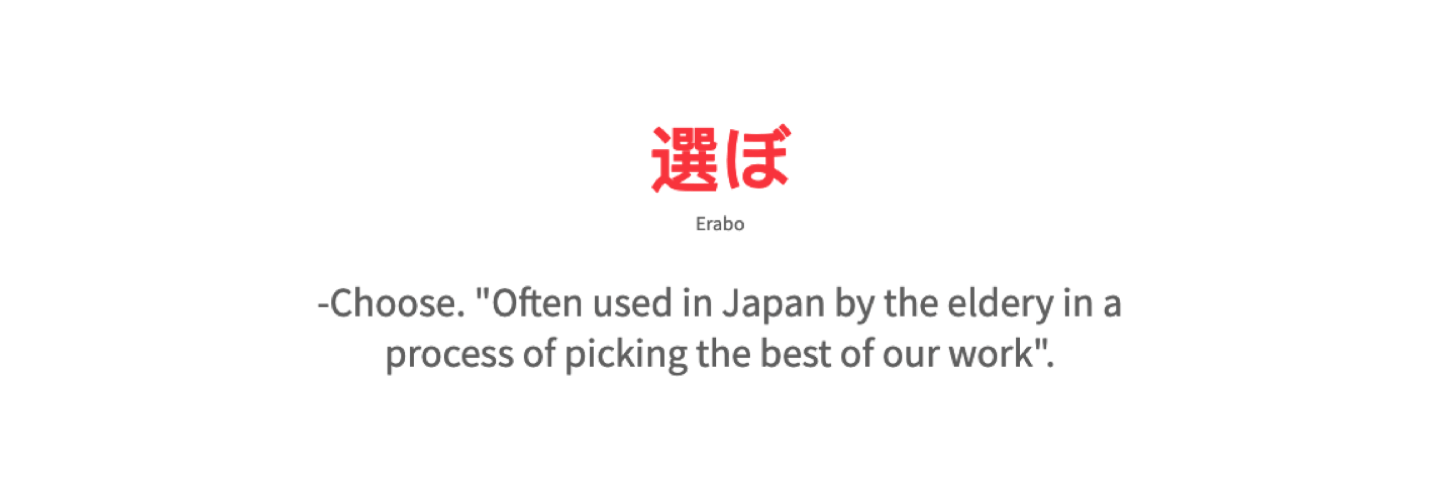 選ぼ
Erabo
-Choose. "Often used in Japan by the eldery in a
process of picking the best of our work".